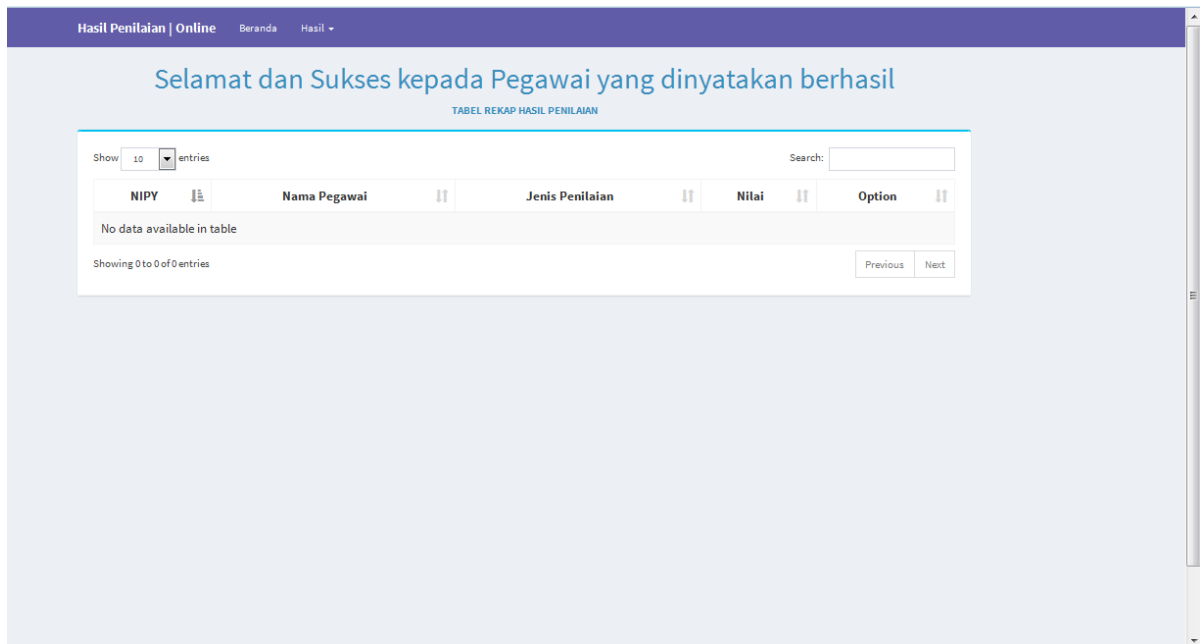 Hasil Penilaian | Online Beranda Hasil
Selamat dan Sukses kepada Pegawai yang dinyatakan berhasil
TABEL REKAP HASIL PENILAIAN
Show 10 entries Search:
NIPY Nama Pegawai Jenis Penilaian Nilai Option
No data available in table
Showing 0 to 0 of 0 entries Previous Next